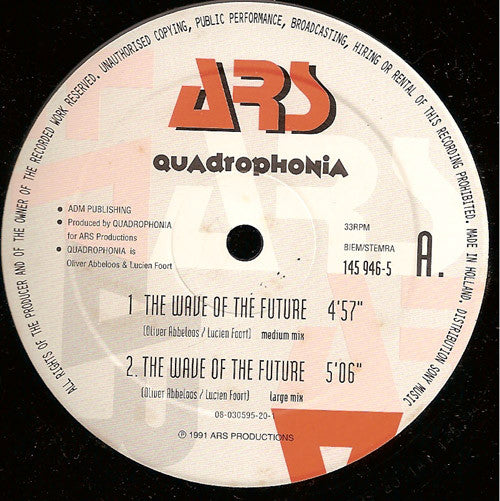 ALL RIGHTS OF THE PRODUCER AND OF THE OWNER OF THE RECORDED WORK RESERVED. UNAUTHORISED COPYING, PUBLIC PERFORMANCE, BROADCASTING, HIRING OR RENTAL OF THIS RECORDING PROHIBITED. MADE IN HOLLAND. DISTRIBUTION SONY MUSIC
ARS
QUAdropHoNiA
• ADM PUBLISHING
• Produced by QUADROPHONIA
for ARS Productions
• QUADROPHONIA is
Oliver Abbeloos & Lucien Foort
33RPM
BIEM/STEMRA
145 946-5
A.
1 THE WAVE OF THE FUTURE 4'57"
(Oliver Abbeloos / Lucien Foort) medium mix
2. THE WAVE OF THE FUTURE 5'06"
(Oliver Abbeloos / Lucien Foort) large mix
08-030595-20-
℗ 1991 ARS PRODUCTIONS